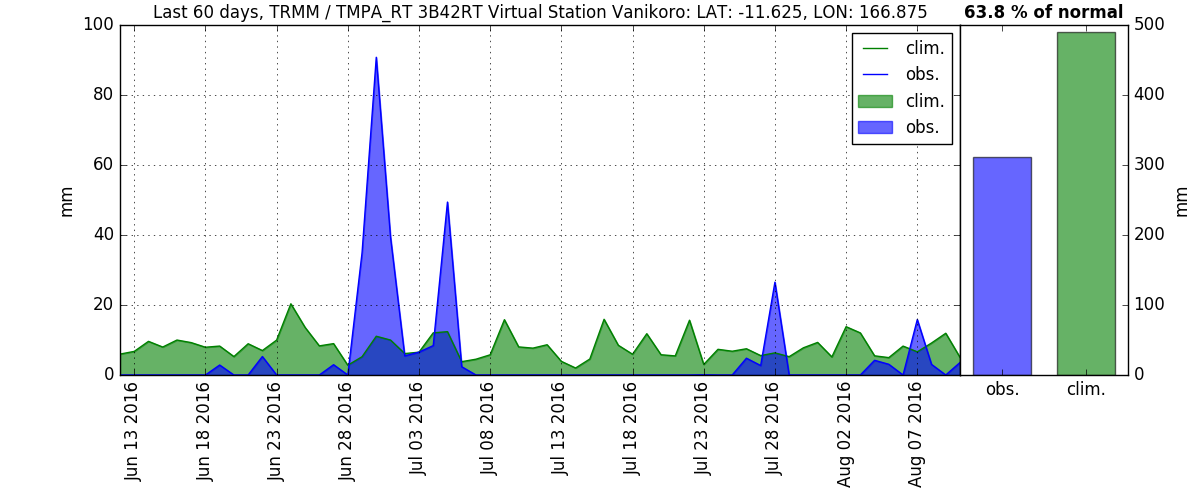 Last 60 days, TRMM / TMPA_RT 3B42RT Virtual Station Vanikoro: LAT: -11.625, LON: 166.875
63.8 % of normal
100
80
60
40
20
0
mm
clim.
obs.
clim.
obs.
500
400
300
200
100
0
mm
Jun 13 2016
Jun 18 2016
Jun 23 2016
Jun 28 2016
Jul 03 2016
Jul 08 2016
Jul 13 2016
Jul 18 2016
Jul 23 2016
Jul 28 2016
Aug 02 2016
Aug 07 2016
obs.
clim.